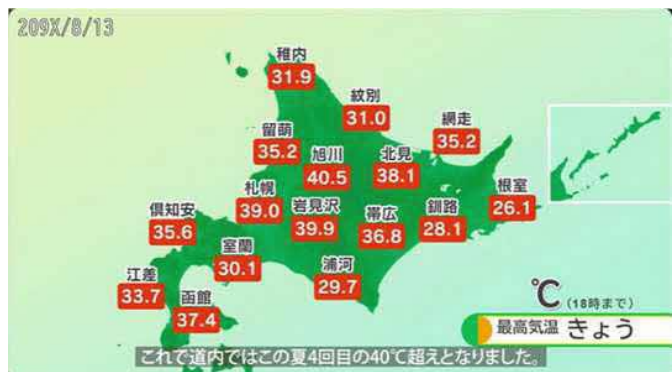 209X/8/13
稚内
31.9
紋別
31.0
網走
35.2
留萌
35.2
旭川
40.5
北見
38.1
根室
26.1
札幌
39.0
岩見沢
39.9
帯広
36.8
釧路
28.1
倶知安
35.6
室蘭
30.1
浦河
29.7
江差
33.7
函館
37.4
℃(18時まで)
最高気温 きょう
これで道内ではこの夏4回目の40℃超えとなりました。